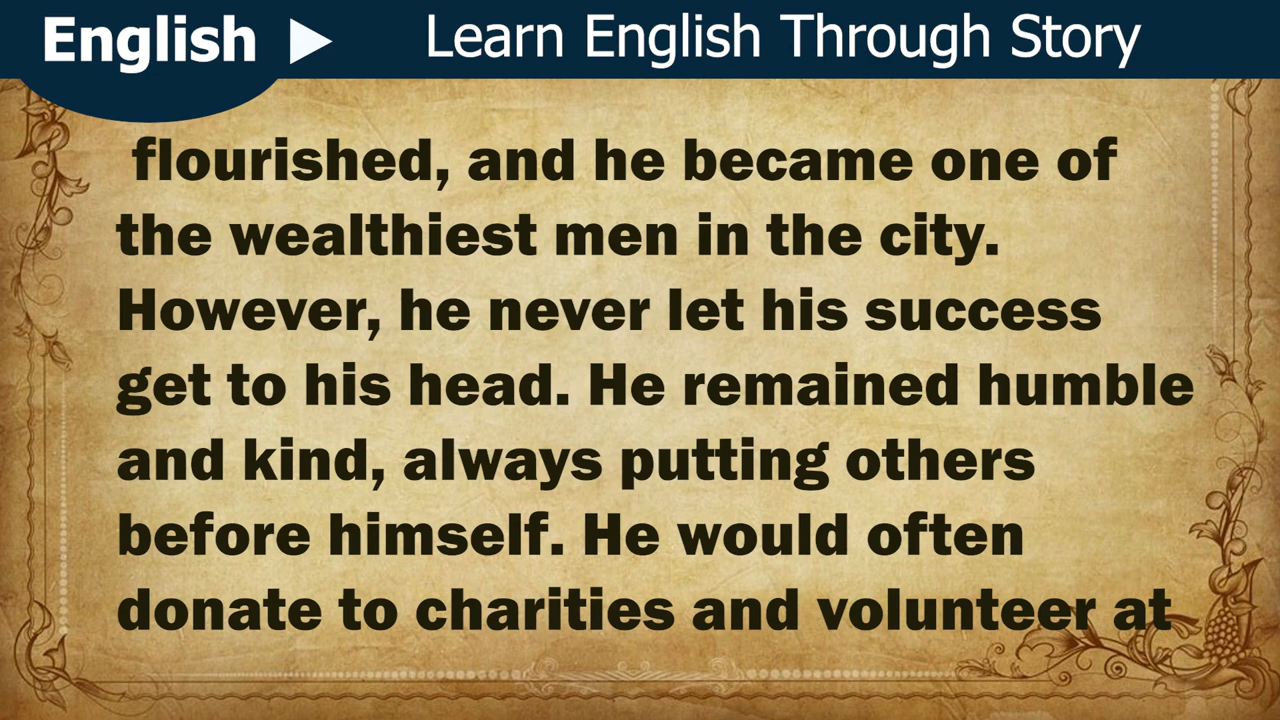 English
Learn English Through Story
flourished, and he became one of
the wealthiest men in the city.
However, he never let his success
get to his head. He remained humble
and kind, always putting others
before himself. He would often
donate to charities and volunteer at